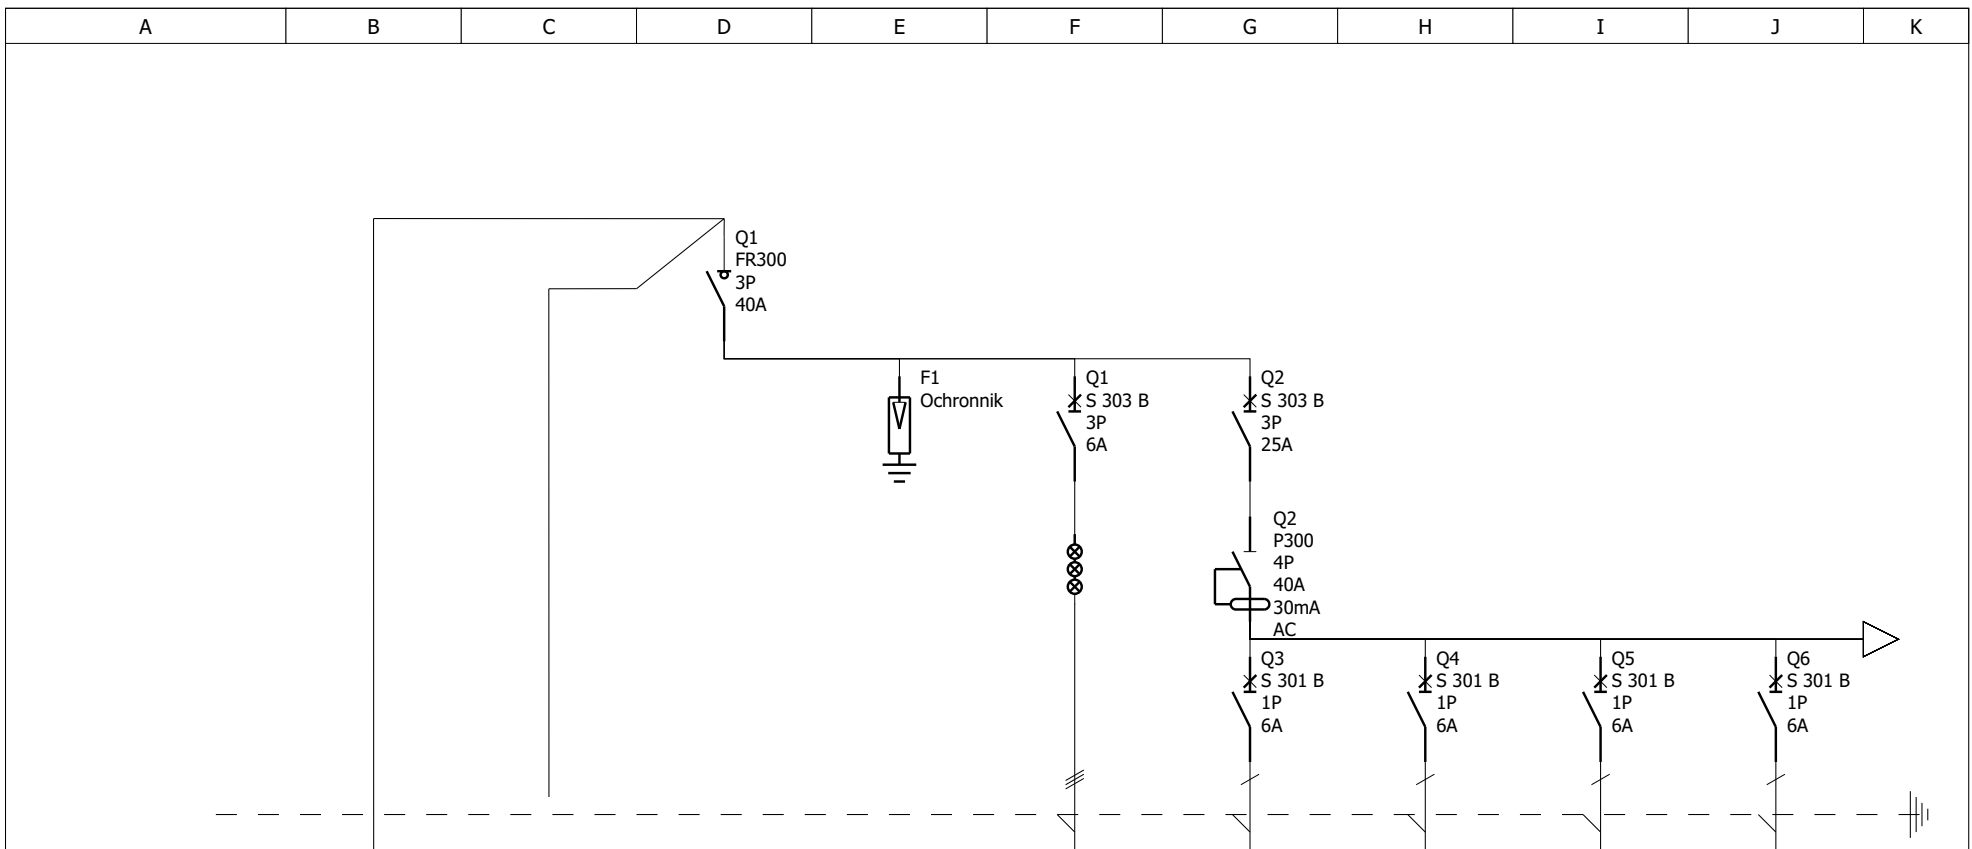 A B C D E F G H I J K
Q1
FR300
3P
40A
F1
Ochronnik
Q1
S 303 B
3P
6A
Q2
S 303 B
3P
25A
Q2
P300
4P
40A
30mA
AC
Q3
S 301 B
1P
6A
Q4
S 301 B
1P
6A
Q5
S 301 B
1P
6A
Q6
S 301 B
1P
6A